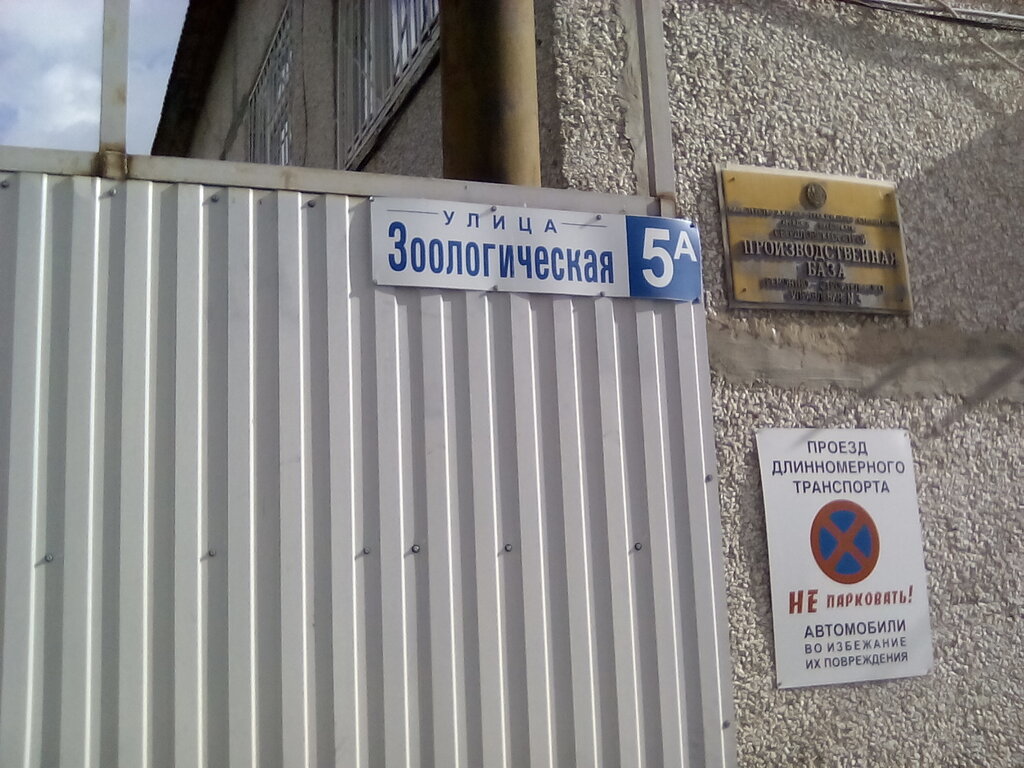 УЛИЦА
Зоологическая
5А
ПРОИЗВОДСТВЕННАЯ
БАЗА
ПРОЕЗД
ДЛИННОМЕРНОГО
ТРАНСПОРТА
НЕ ПАРКОВАТЬ!
АВТОМОБИЛИ
ВО ИЗБЕЖАНИЕ
ИХ ПОВРЕЖДЕНИЯ